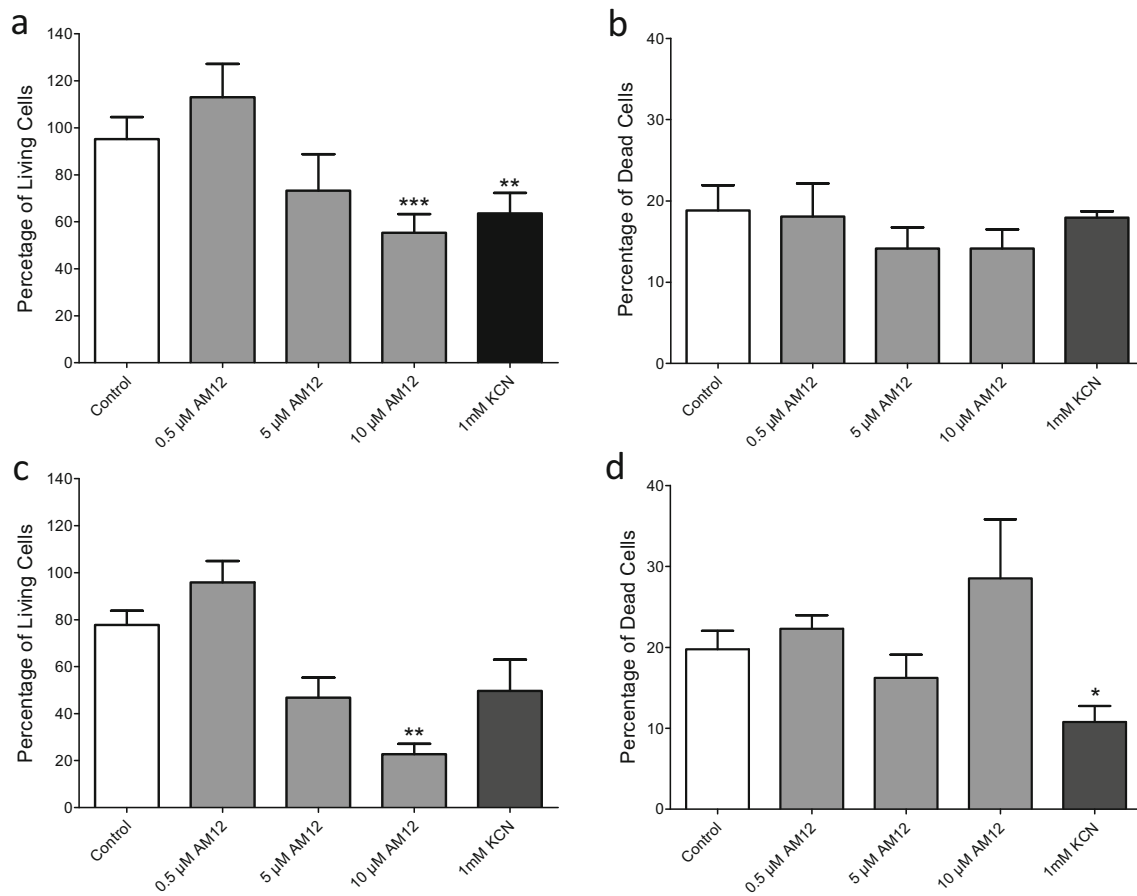 a
Percetage of Living Cells
140
120
100
80
60
40
20
0
***
**
Control
0.5 µM AM12
5 µM AM12
10 µM AM12
1mM KCN
b
Percentage of Dead Cells
40
30
20
10
0
Control
0.5 µM AM12
5 µM AM12
10 µM AM12
1mM KCN
c
Percentage of Living Cells
140
120
100
80
60
40
20
0
**
Control
0.5 µM AM12
5 µM AM12
10 µM AM12
1mM KCN
d
Percentage of Dead Cells
40
30
20
10
0
*
Control
0.5 µM AM12
5 µM AM12
10 µM AM12
1mM KCN